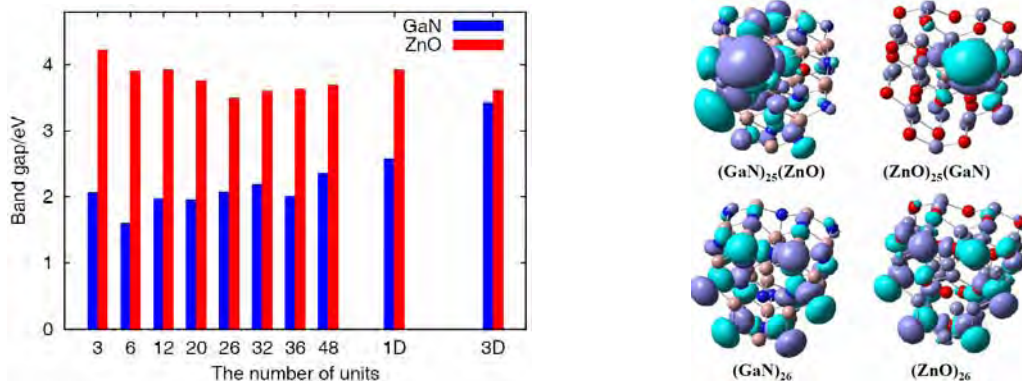 GaN
ZnO
Band gap/eV
4
3
2
1
0
3 6 12 20 26 32 36 48 1D 3D
The number of units
(GaN)₂₅(ZnO)
(ZnO)₂₅(GaN)
(GaN)₂₆
(ZnO)₂₆